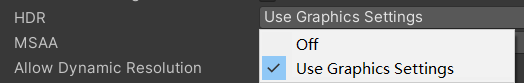 HDR Use Graphics Settings
MSAA Off
Allow Dynamic Resolution Use Graphics Settings